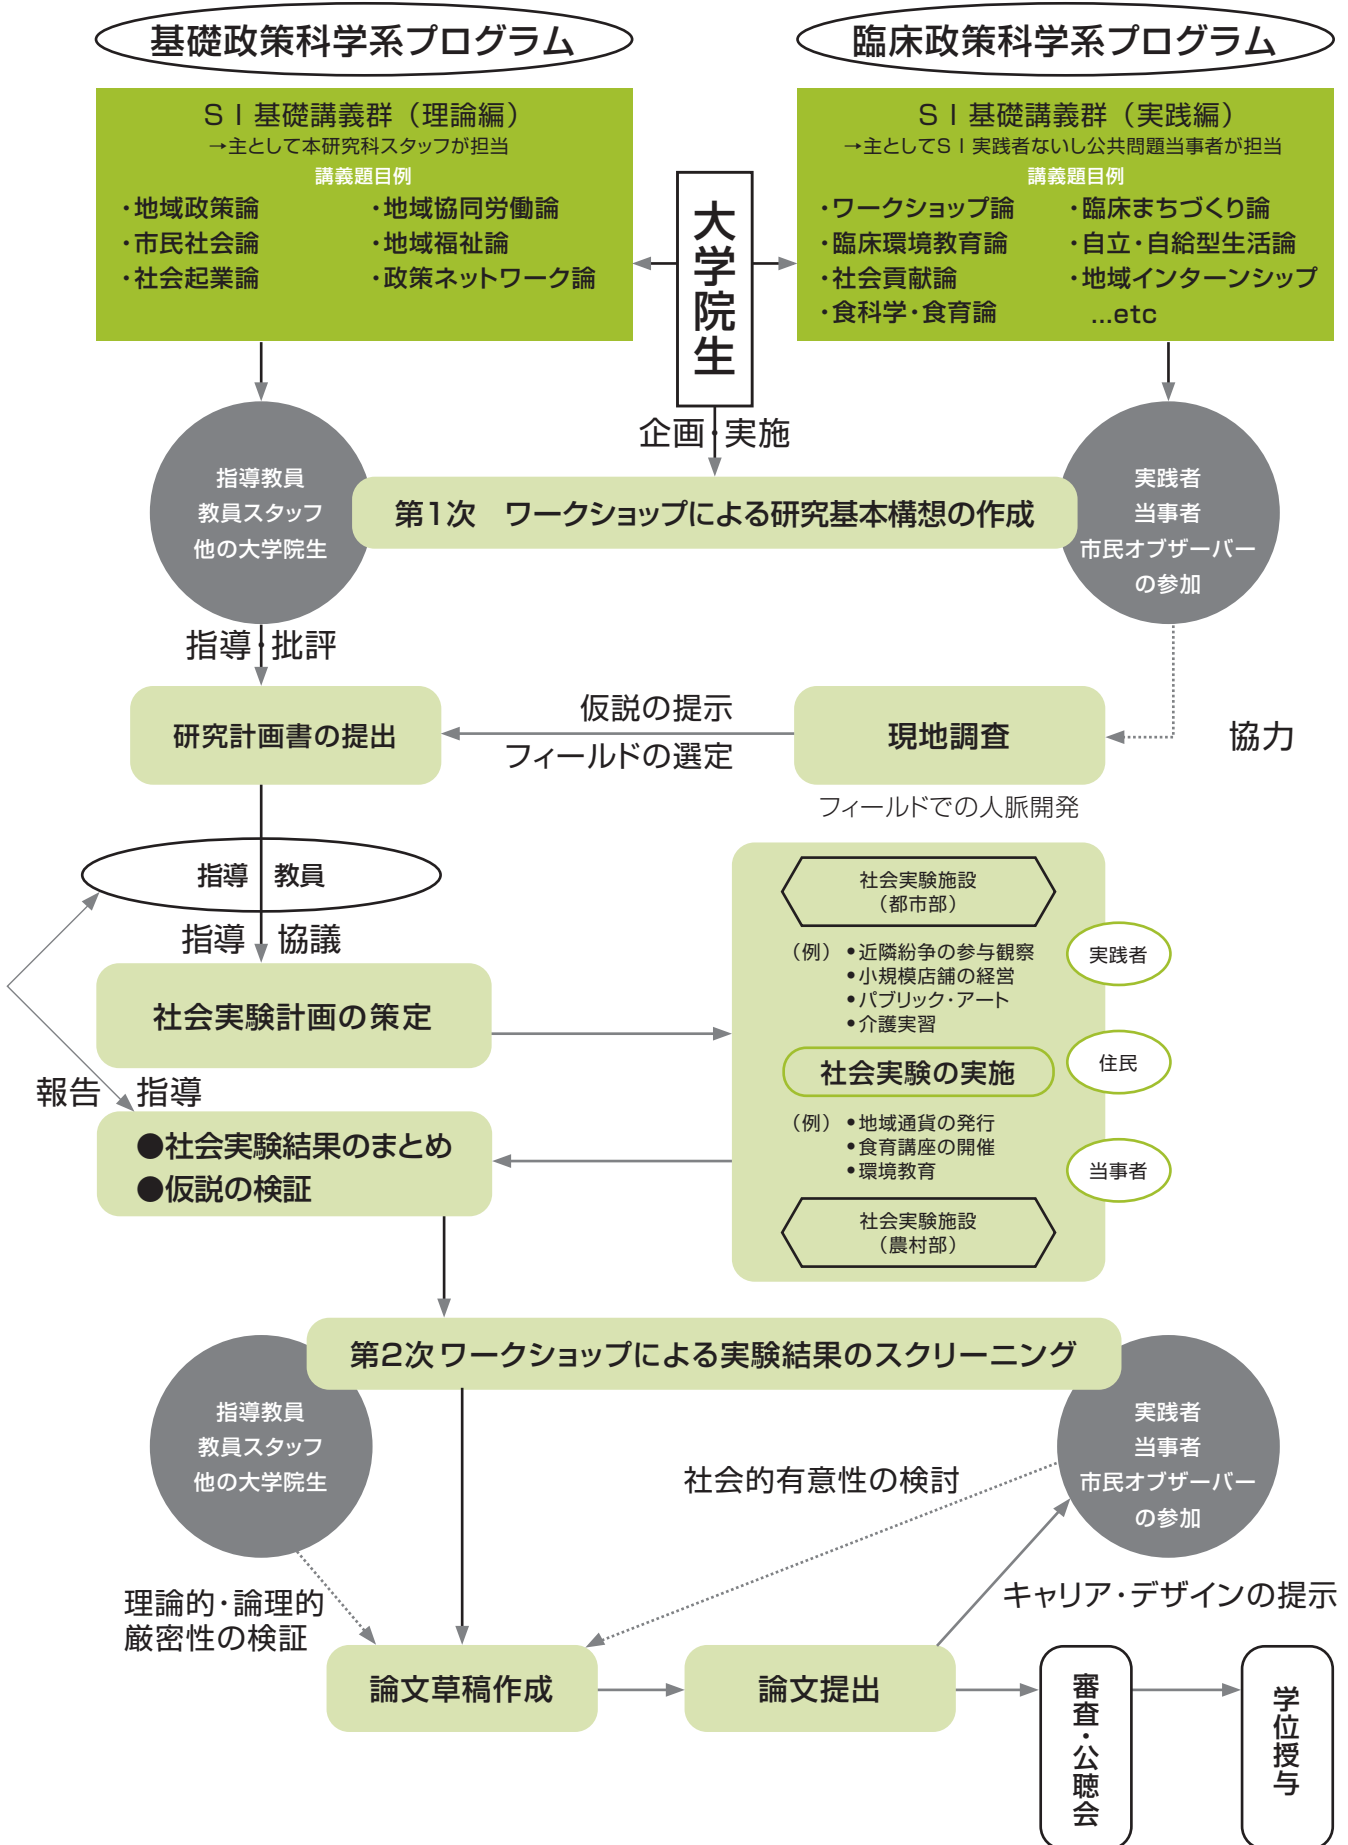 基礎政策科学系プログラム
臨床政策科学系プログラム
ＳＩ基礎講義群（理論編）
→主として本研究科スタッフが担当
講義題目例
・地域政策論
・地域協同労働論
・市民社会論
・地域福祉論
・社会起業論
・政策ネットワーク論
ＳＩ基礎講義群（実践編）
→主としてＳＩ実践者ないし公共問題当事者が担当
講義題目例
・ワークショップ論
・臨床まちづくり論
・臨床環境教育論
・自立・自給型生活論
・社会貢献論
・地域インターンシップ
・食科学・食育論
...etc
大学院生
企画・実施
指導教員
教員スタッフ
他の大学院生
第1次　ワークショップによる研究基本構想の作成
実践者
当事者
市民オブザーバー
の参加
指導・批評
研究計画書の提出
仮説の提示
フィールドの選定
現地調査
協力
フィールドでの人脈開発
指導 教員
指導 協議
社会実験計画の策定
社会実験施設
（都市部）
（例）●近隣紛争の参与観察
●小規模店舗の経営
●パブリック・アート
●介護実習
社会実験の実施
（例）●地域通貨の発行
●食育講座の開催
●環境教育
社会実験施設
（農村部）
実践者
住民
当事者
報告 指導
●社会実験結果のまとめ
●仮説の検証
第2次 ワークショップによる実験結果のスクリーニング
指導教員
教員スタッフ
他の大学院生
実践者
当事者
市民オブザーバー
の参加
社会的有意性の検討
理論的・論理的
厳密性の検証
キャリア・デザインの提示
論文草稿作成
論文提出
審査・公聴会
学位授与